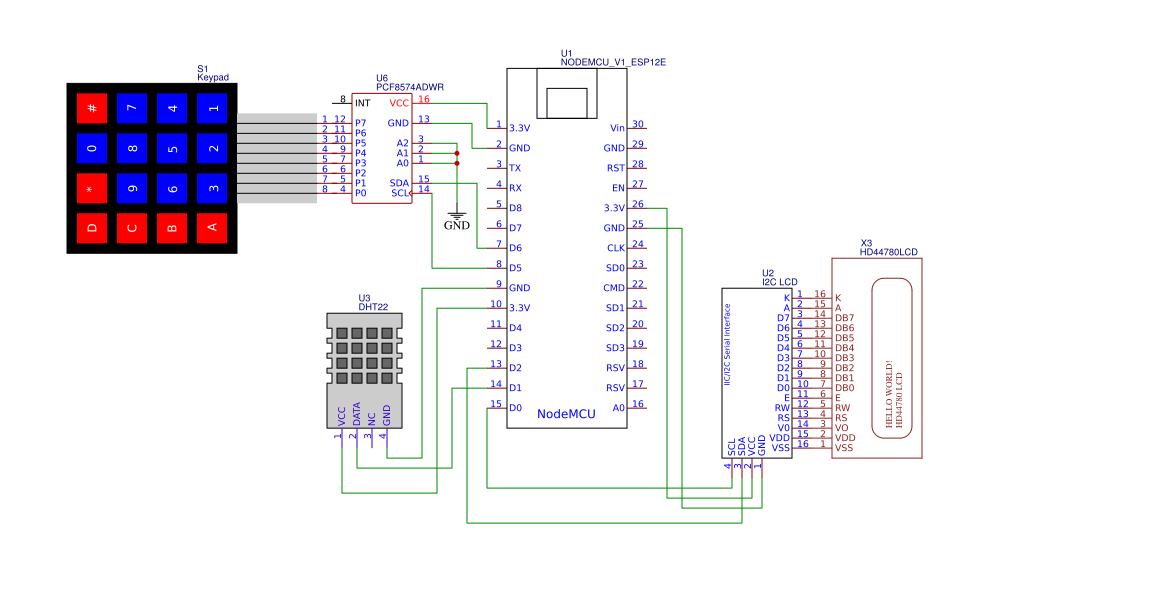 S1
Keypad
# 7 4 1
0 8 5 2
* 9 6 3
D C B A
1
2
3
4
5
6
7
8
U6
PCF8574ADWR
8 INT
12 P7
11 P6
10 P5
9 P4
7 P3
6 P2
5 P1
4 P0
VCC 16
GND 13
A2 3
A1 2
A0 1
SDA 15
SCL 14
GND
U1
NODEMCU_V1_ESP12E
1 3.3V
2 GND
3 TX
4 RX
5 D8
6 D7
7 D6
8 D5
9 GND
10 3.3V
11 D4
12 D3
13 D2
14 D1
15 D0
Vin 30
GND 29
RST 28
EN 27
3.3V 26
GND 25
CLK 24
SD0 23
CMD 22
SD1 21
SD2 20
SD3 19
RSV 18
RSV 17
A0 16
NodeMCU
U3
DHT22
1 VCC
2 DATA
3 NC
4 GND
U2
I2C LCD
IIC/I2C Serial Interface
K 1
A 2
D7 3
D6 4
D5 5
D4 6
D3 7
D2 8
D1 9
D0 10
E 11
RW 12
RS 13
V0 14
VDD 15
VSS 16
4 SCL
3 SDA
2 VCC
1 GND
X3
HD44780LCD
16 K
15 A
14 DB7
13 DB6
12 DB5
11 DB4
10 DB3
9 DB2
8 DB1
7 DB0
6 E
5 RW
4 RS
3 VO
2 VDD
1 VSS
HELLO WORLD!
HD44780 LCD